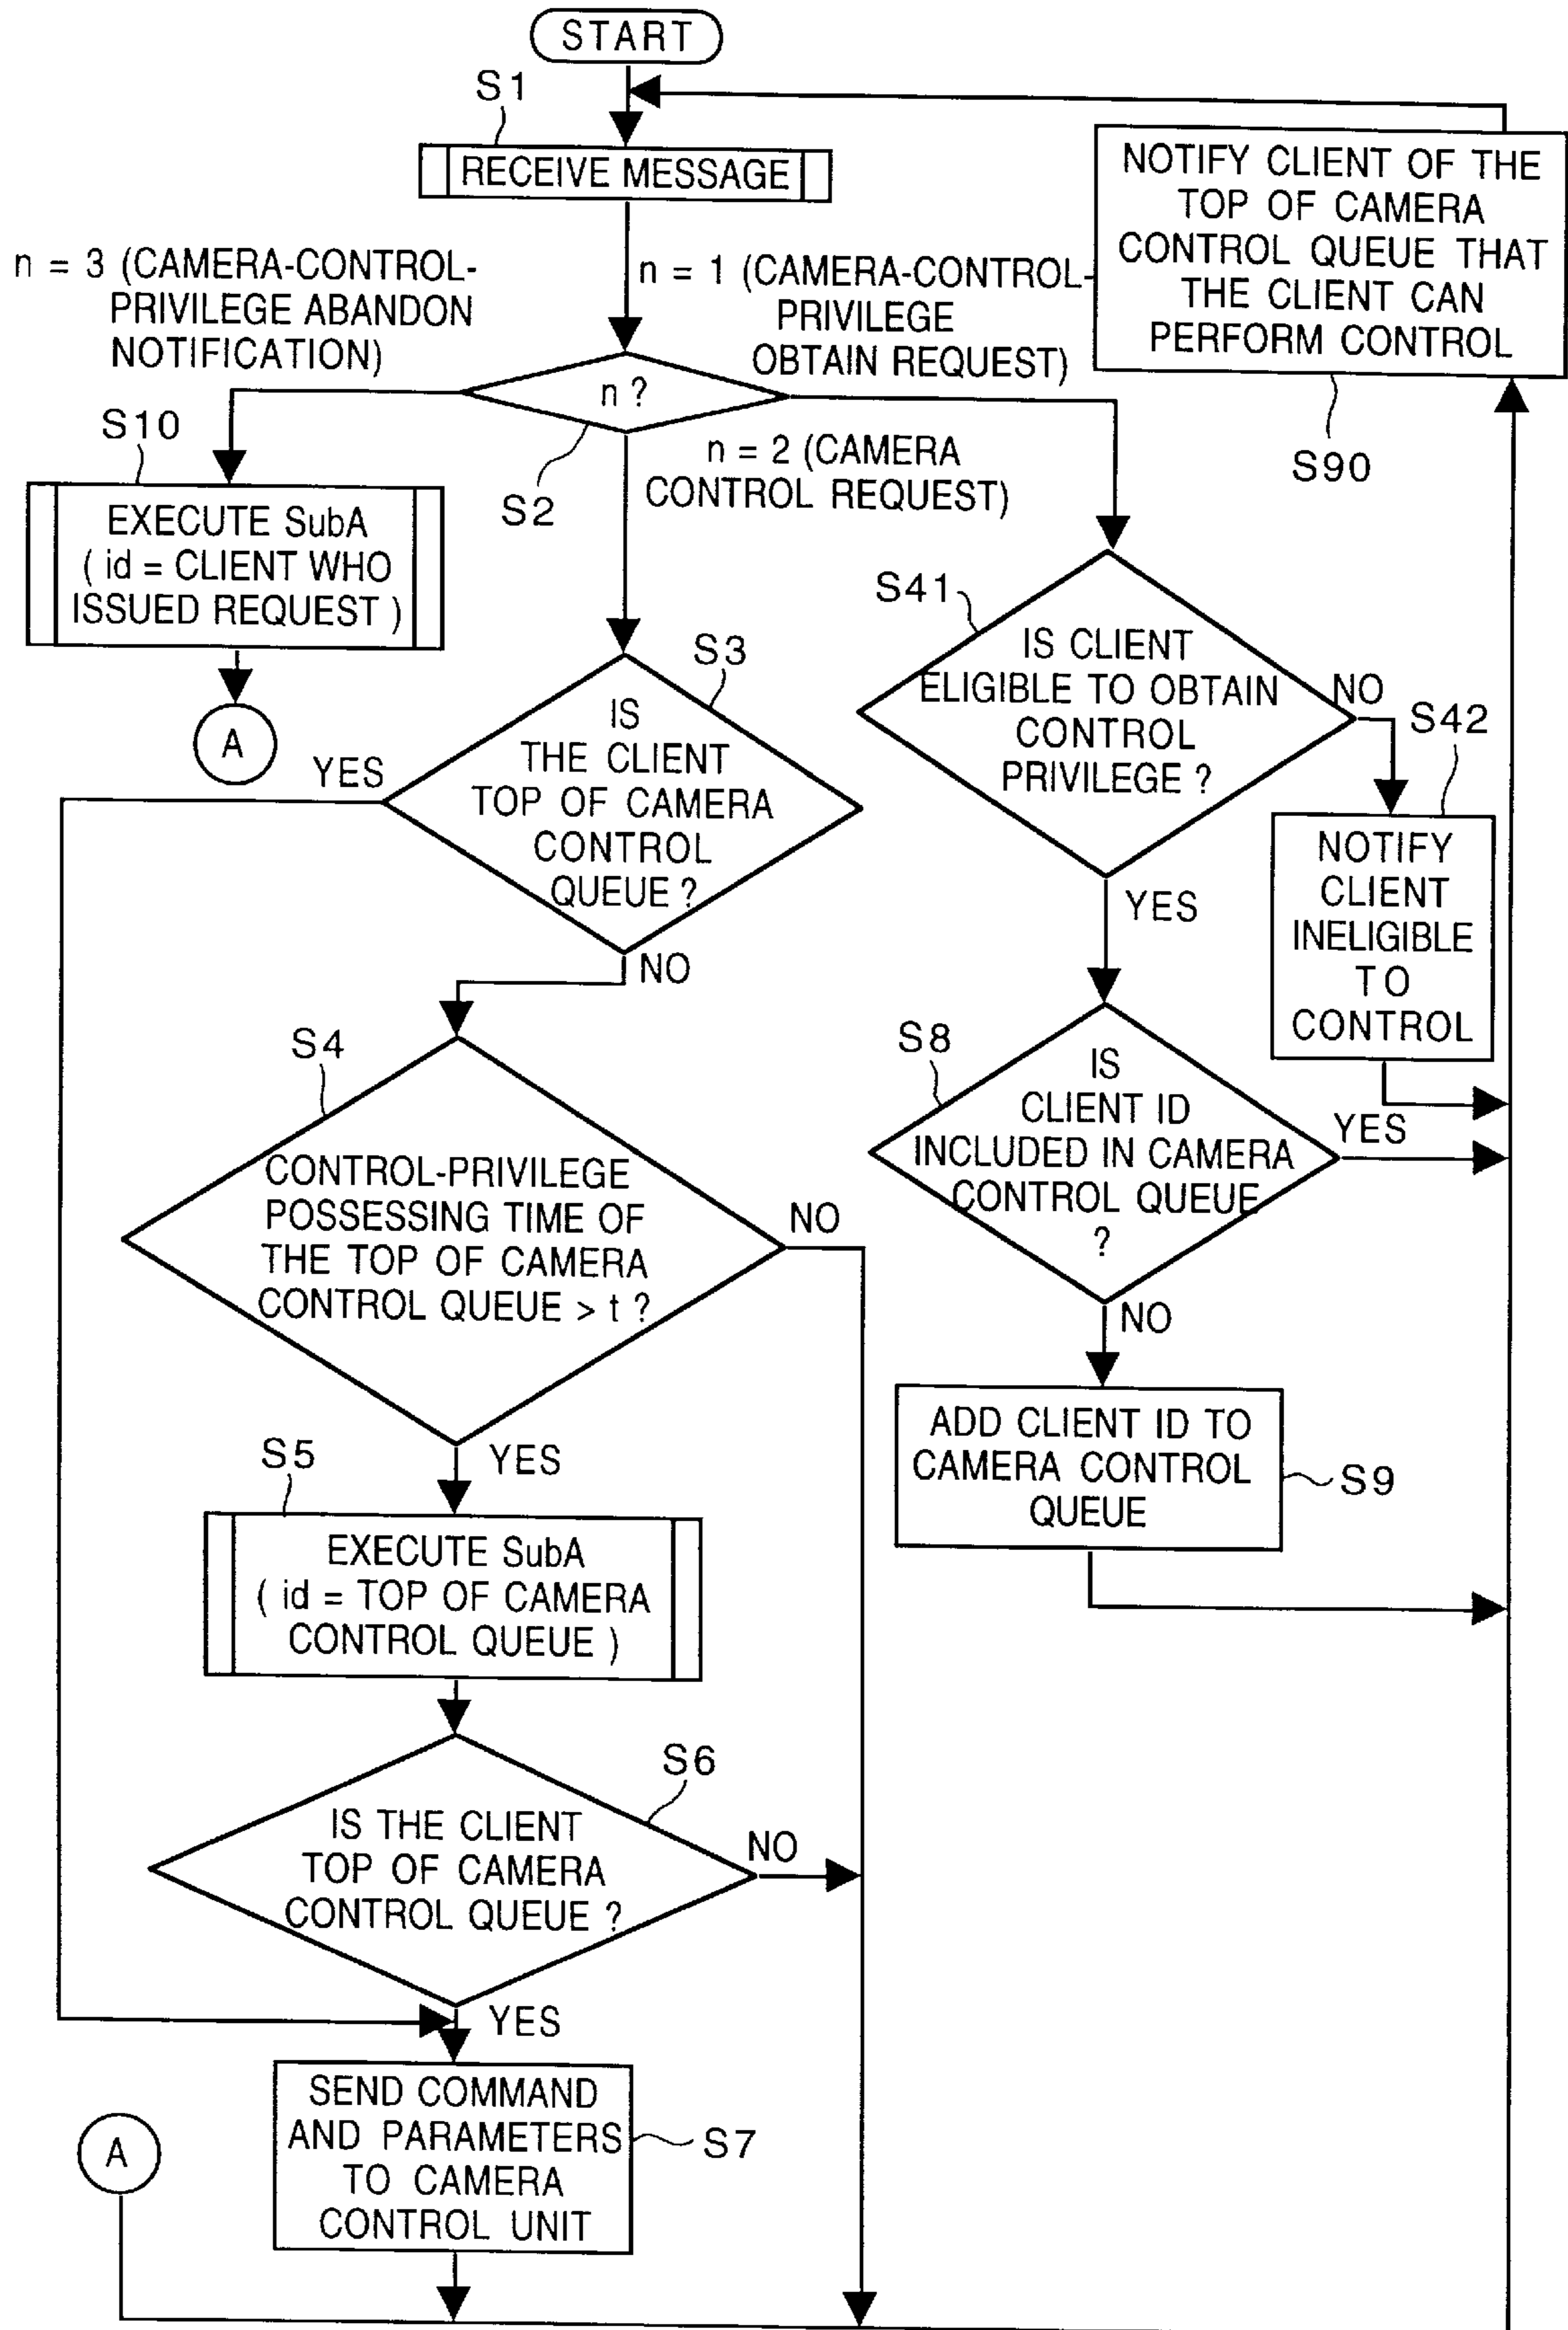 START
S1
RECEIVE MESSAGE
NOTIFY CLIENT OF THE
TOP OF CAMERA
CONTROL QUEUE THAT
THE CLIENT CAN
PERFORM CONTROL
S90
n = 3 (CAMERA-CONTROL-
PRIVILEGE ABANDON
NOTIFICATION)
n = 1 (CAMERA-CONTROL-
PRIVILEGE
OBTAIN REQUEST)
n ?
S2
n = 2 (CAMERA
CONTROL REQUEST)
S10
EXECUTE SubA
( id = CLIENT WHO
ISSUED REQUEST )
A
S3
IS
THE CLIENT
TOP OF CAMERA
CONTROL
QUEUE ?
YES
NO
S41
IS CLIENT
ELIGIBLE TO OBTAIN
CONTROL
PRIVILEGE ?
NO
YES
S42
NOTIFY
CLIENT
INELIGIBLE
TO
CONTROL
S4
CONTROL-PRIVILEGE
POSSESSING TIME OF
THE TOP OF CAMERA
CONTROL QUEUE > t ?
NO
YES
S8
IS
CLIENT ID
INCLUDED IN CAMERA
CONTROL QUEUE
?
YES
NO
ADD CLIENT ID TO
CAMERA CONTROL
QUEUE
S9
S5
EXECUTE SubA
( id = TOP OF CAMERA
CONTROL QUEUE )
S6
IS THE CLIENT
TOP OF CAMERA
CONTROL QUEUE ?
NO
YES
SEND COMMAND
AND PARAMETERS
TO CAMERA
CONTROL UNIT
S7
A